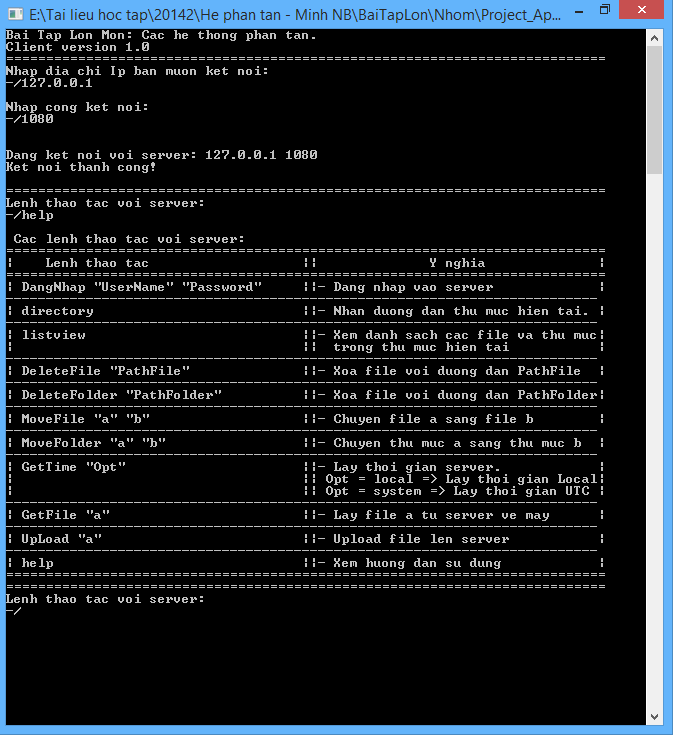 E:\Tai lieu hoc tap\20142\He phan tan - Minh NB\BaiTapLon\Nhom\Project_Ap...
Bai Tap Lon Mon: Cac he thong phan tan.
Client version 1.0
===========================================================================
Nhap dia chi Ip ban muon ket noi:
~/127.0.0.1
Nhap cong ket noi:
~/1080
Dang ket noi voi server: 127.0.0.1 1080
Ket noi thanh cong!
===========================================================================
Lenh thao tac voi server:
~/help
Cac lenh thao tac voi server:
===========================================================================
| Lenh thao tac || Y nghia |
===========================================================================
| DangNhap "UserName" "Password" ||- Dang nhap vao server |
| directory ||- Nhan duong dan thu muc hien tai. |
| listview ||- Xem danh sach cac file va thu muc|
| || trong thu muc hien tai |
| DeleteFile "PathFile" ||- Xoa file voi duong dan PathFile |
| DeleteFolder "PathFolder" ||- Xoa file voi duong dan PathFolder|
| MoveFile "a" "b" ||- Chuyen file a sang file b |
| MoveFolder "a" "b" ||- Chuyen thu muc a sang thu muc b |
| GetTime "Opt" ||- Lay thoi gian server. |
| || Opt = local => Lay thoi gian Local|
| || Opt = system => Lay thoi gian UTC |
| GetFile "a" ||- Lay file a tu server ve may |
| UpLoad "a" ||- Upload file len server |
| help ||- Xem huong dan su dung |
===========================================================================
===========================================================================
Lenh thao tac voi server:
~/